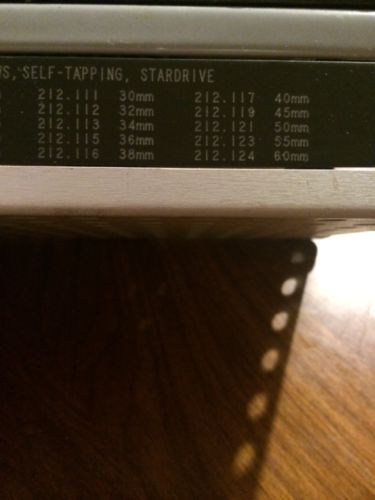 SELF-TAPPING, STARDRIVE
212.111 30mm 212.117 40mm
212.112 32mm 212.119 45mm
212.113 34mm 212.121 50mm
212.115 36mm 212.123 55mm
212.116 38mm 212.124 60mm